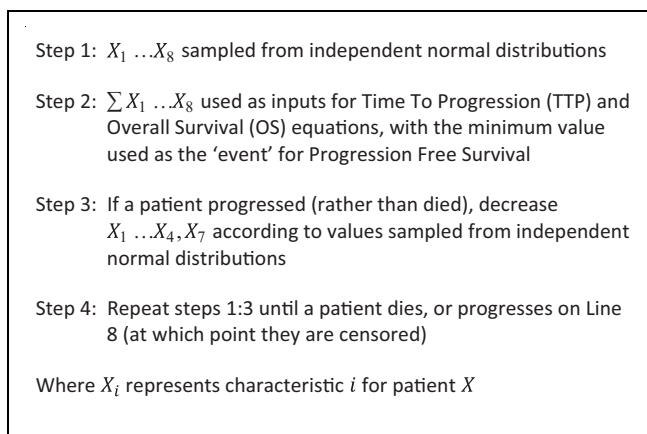 Step 1: X₁ …X₈ sampled from independent normal distributions
Step 2: ∑ X₁ …X₈ used as inputs for Time To Progression (TTP) and
Overall Survival (OS) equations, with the minimum value
used as the ‘event’ for Progression Free Survival
Step 3: If a patient progressed (rather than died), decrease
X₁ …X₄, X₇ according to values sampled from independent
normal distributions
Step 4: Repeat steps 1:3 until a patient dies, or progresses on Line
8 (at which point they are censored)
Where Xᵢ represents characteristic i for patient X